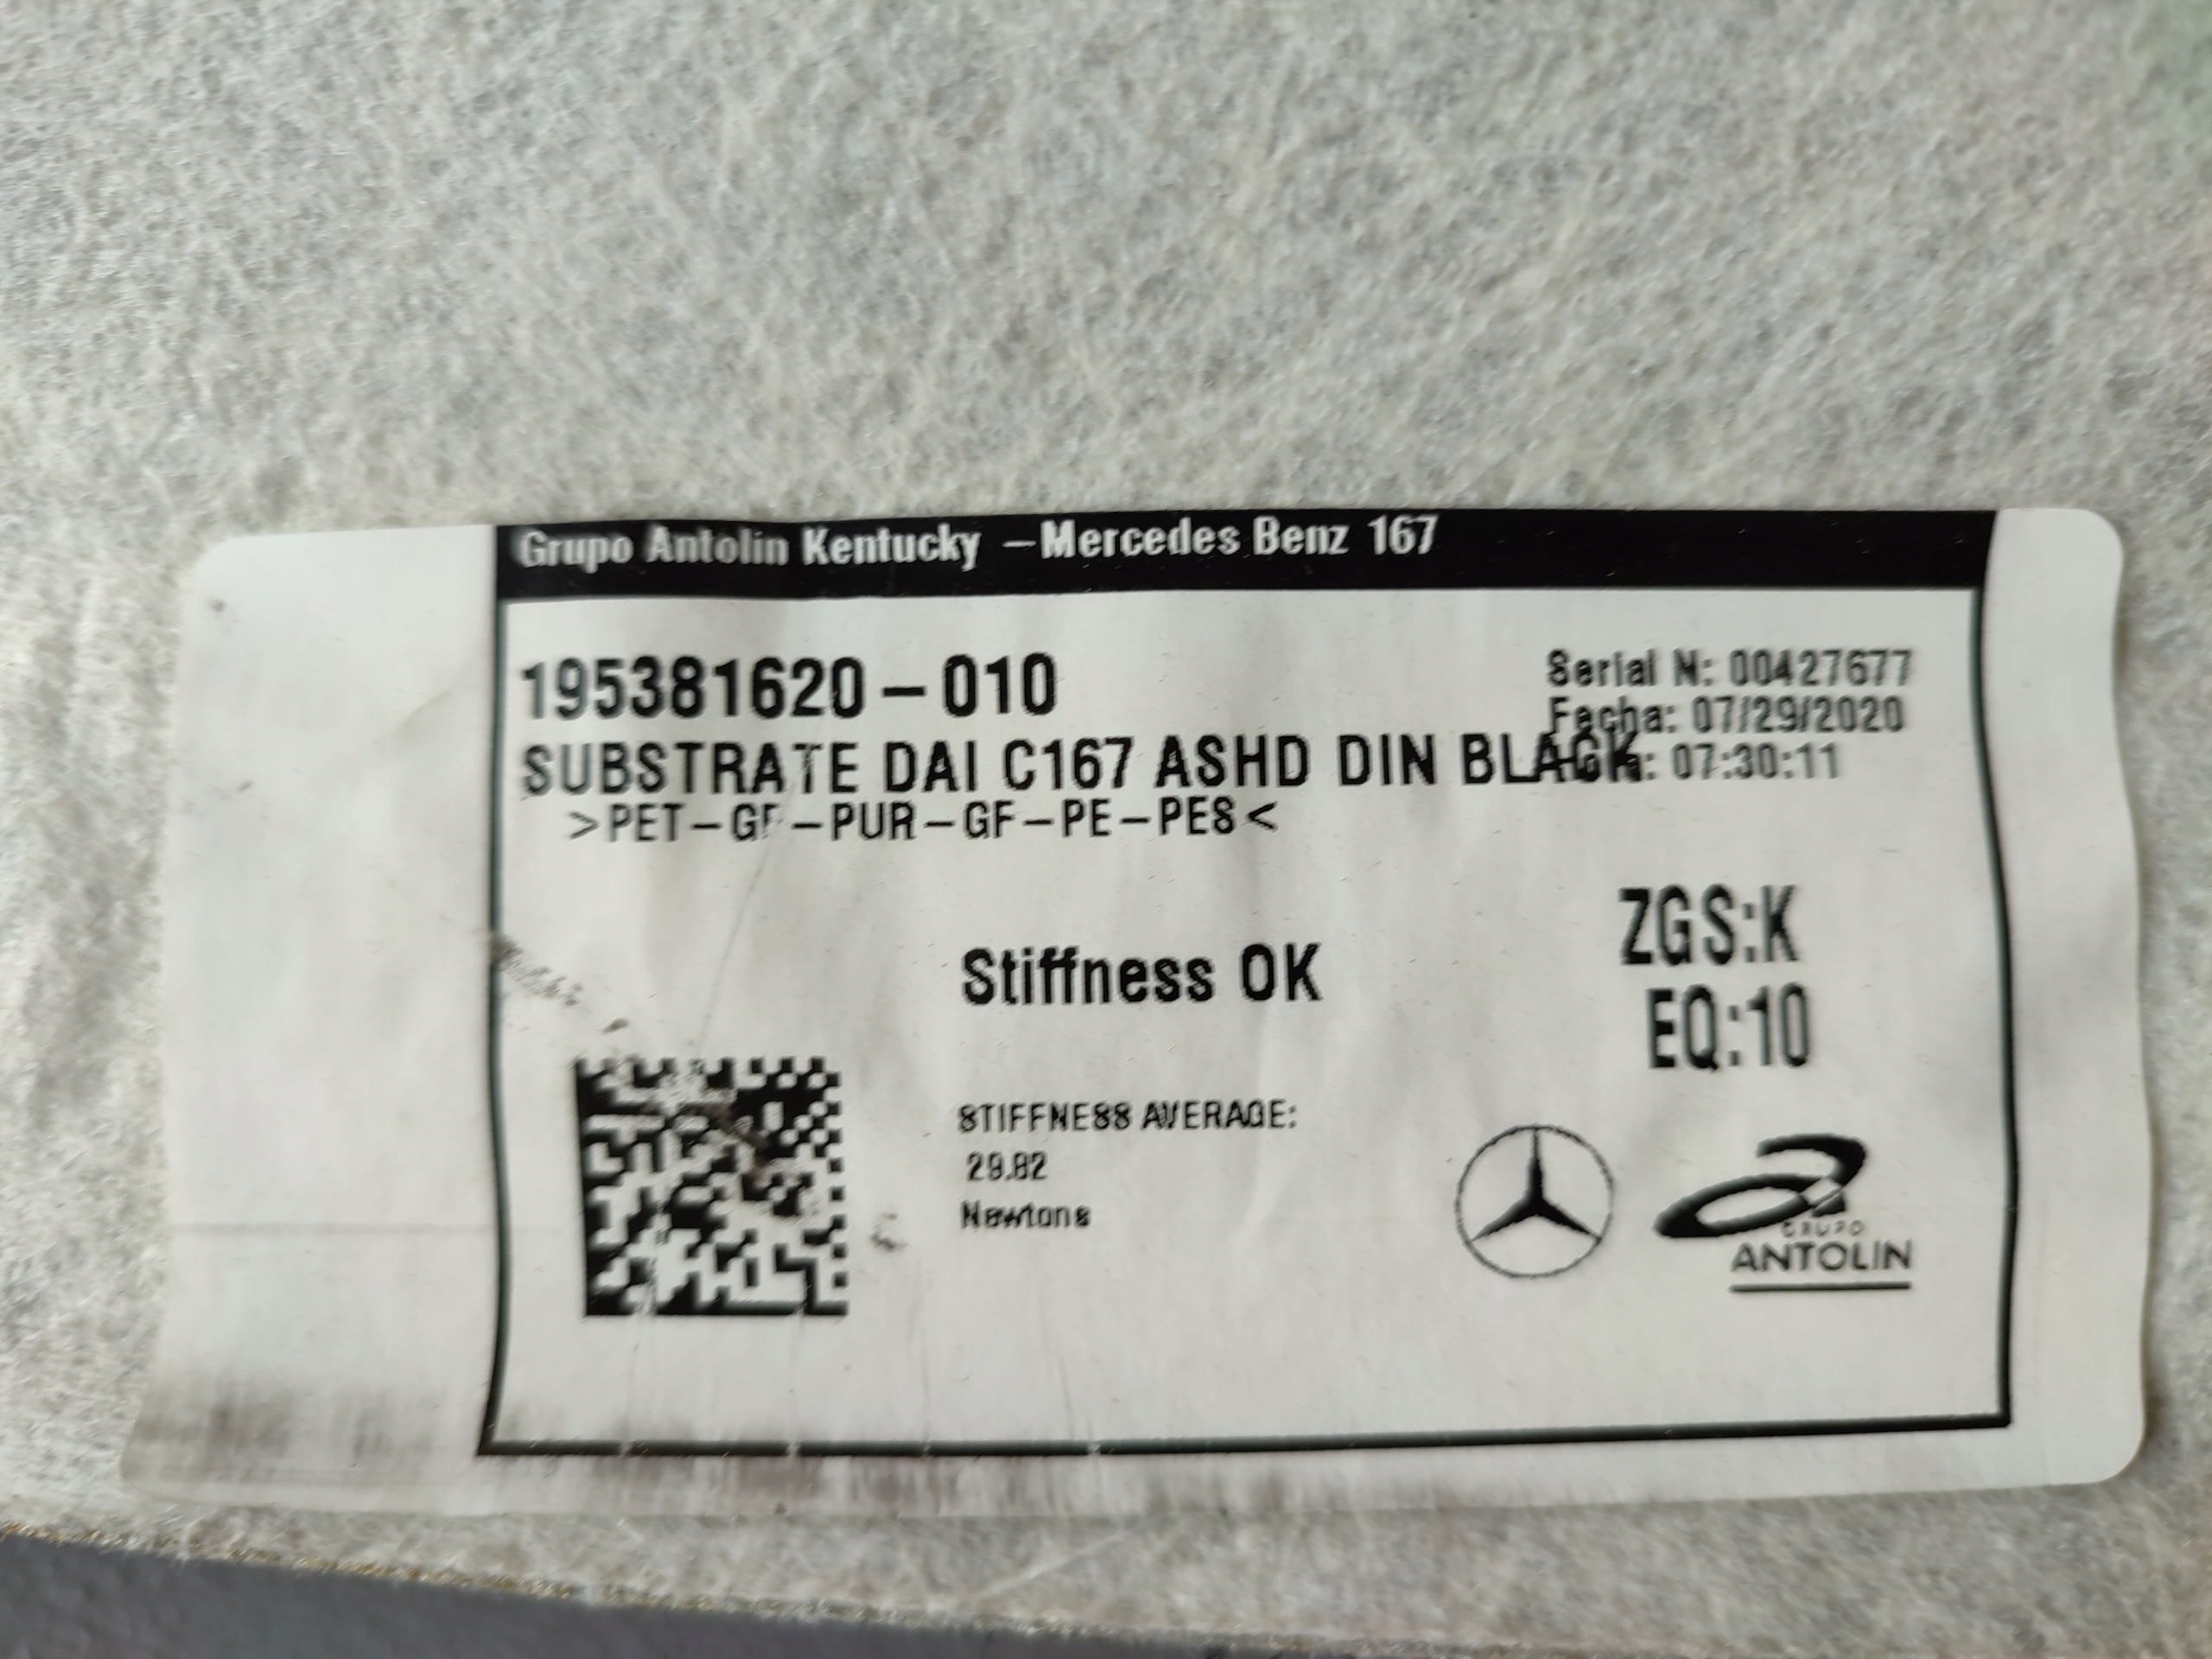 Grupo Antolin Kentucky - Mercedes Benz 167
195381620-010
Serial N: 00427677
Fecha: 07/29/2020
07:30:11
SUBSTRATE DAI C167 ASHD DIN BLACK
>PET-GF-PUR-GF-PE-PES<
ZGS:K
EQ:10
Stiffness OK
STIFFNESS AVERAGE:
29.82
Newtons
GRUPO
ANTOLIN